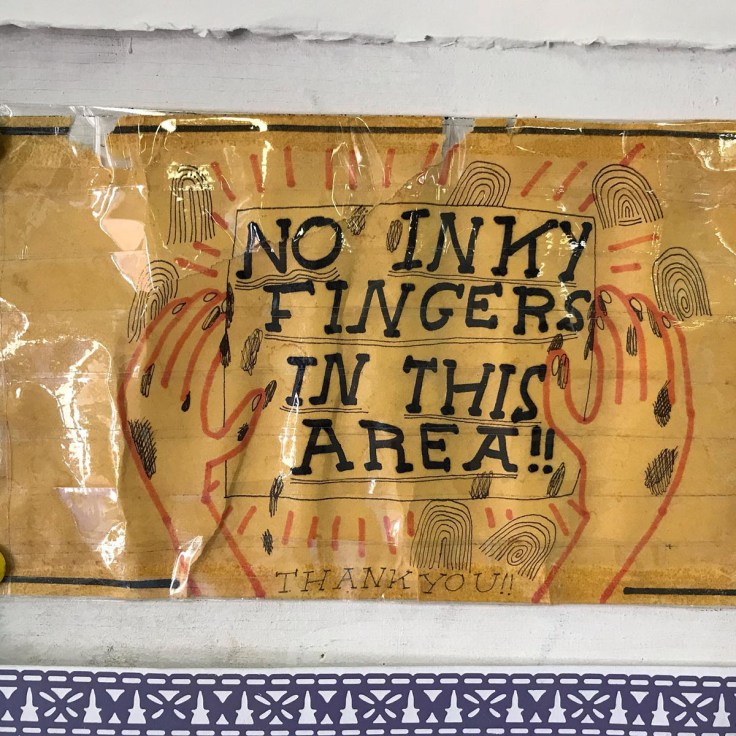 NO INKY
FINGERS
IN THIS
AREA!!
THANK YOU!!